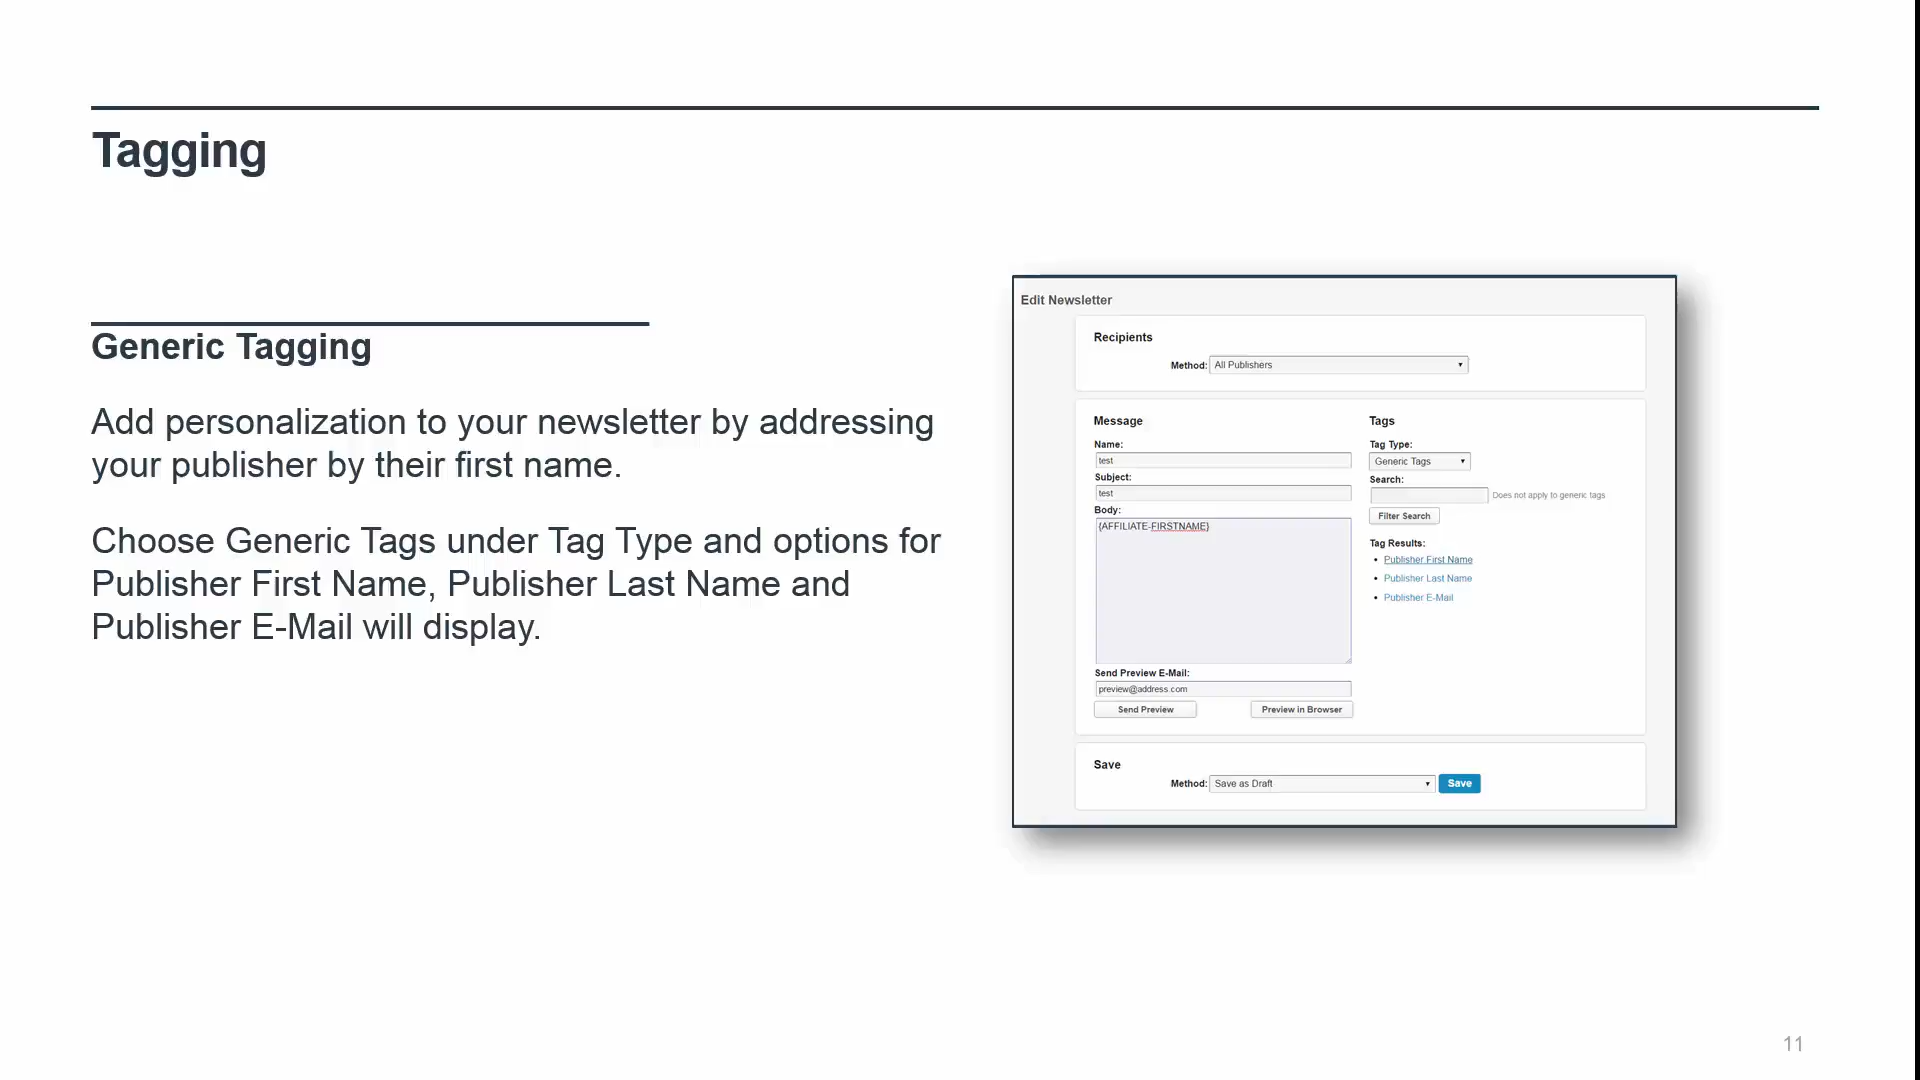 Tagging
Generic Tagging
Add personalization to your newsletter by addressing
your publisher by their first name.
Choose Generic Tags under Tag Type and options for
Publisher First Name, Publisher Last Name and
Publisher E-Mail will display.
Edit Newsletter
Recipients
Method: All Publishers
Message
Name:
test
Subject:
test
Body:
{AFFILIATE-FIRSTNAME}
Send Preview E-Mail:
preview@address.com
Send Preview Preview in Browser
Tags
Tag Type:
Generic Tags
Search:
Does not apply to generic tags
Filter Search
Tag Results:
• Publisher First Name
• Publisher Last Name
• Publisher E-Mail
Save
Method: Save as Draft Save
11